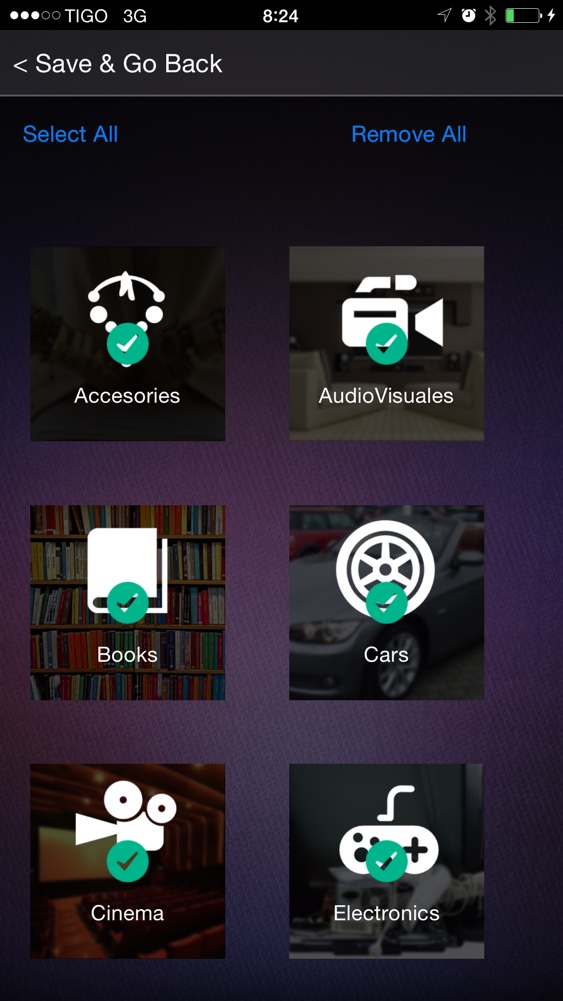 TIGO 3G 8:24
< Save & Go Back
Select All Remove All
Accesories AudioVisuales
Books Cars
Cinema Electronics